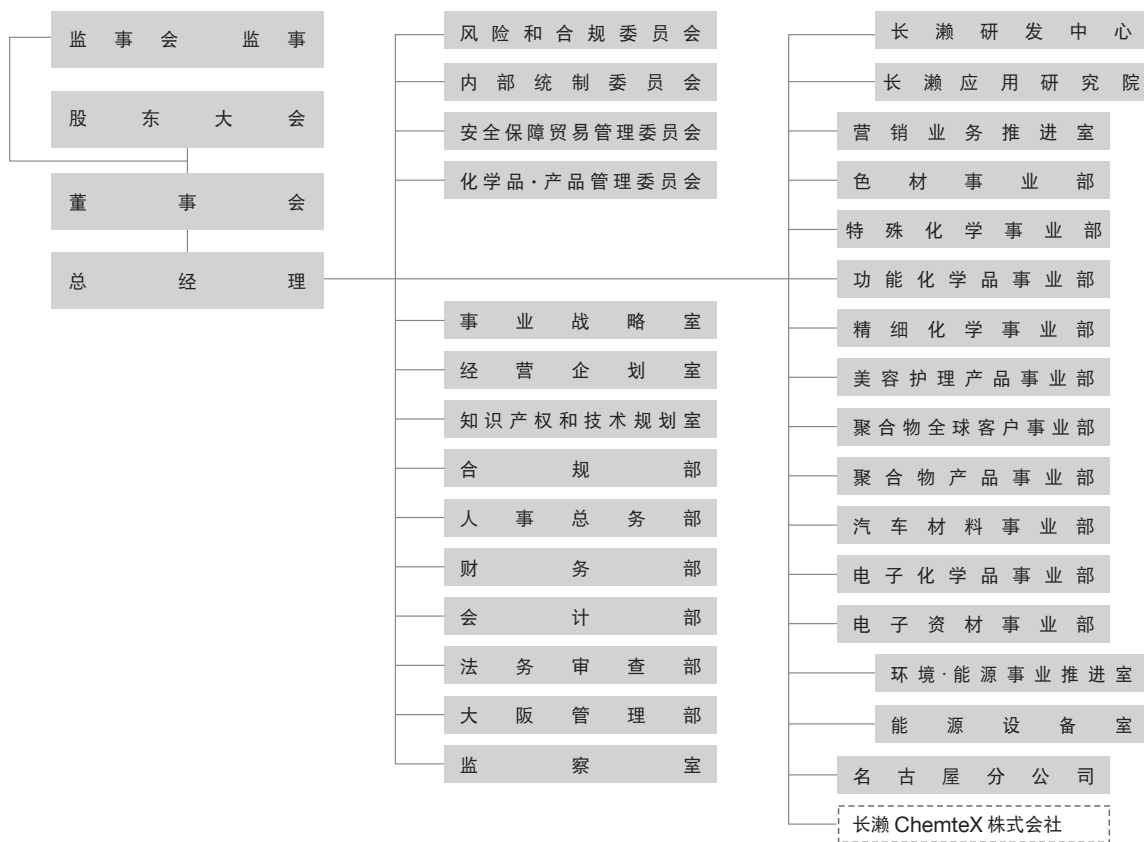 监事会 监事
股东大会
董事会
总经理
风险和合规委员会
内部统制委员会
安全保障贸易管理委员会
化学品·产品管理委员会
事业战略室
经营企划室
知识产权和技术规划室
合规部
人事总务部
财务部
会计部
法务审查部
大阪管理部
监察室
长濑研发中心
长濑应用研究院
营销业务推进室
色材事业部
特殊化学事业部
功能化学品事业部
精细化学事业部
美容护理产品事业部
聚合物全球客户事业部
聚合物产品事业部
汽车材料事业部
电子化学品事业部
电子资材事业部
环境·能源事业推进室
能源设备室
名古屋分公司
长濑 ChemteX 株式会社